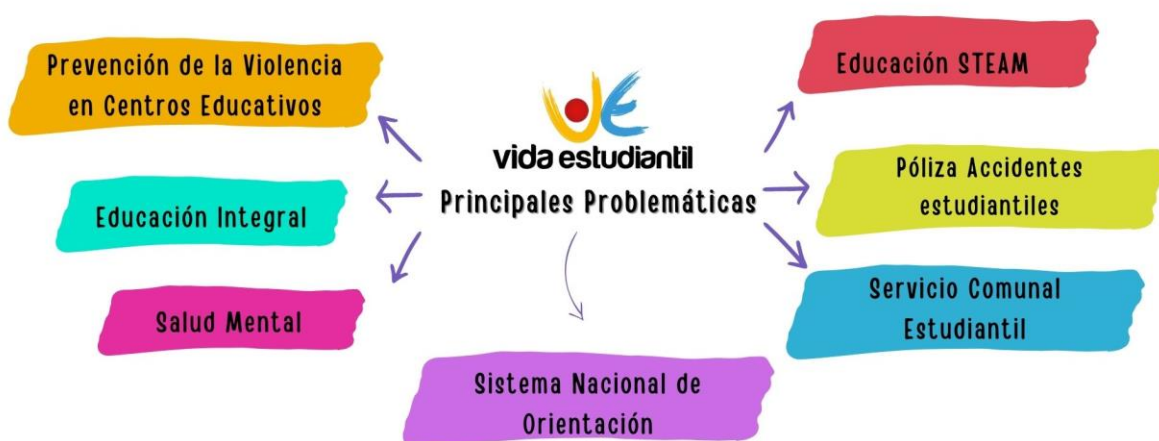 Prevención de la Violencia
en Centros Educativos
Educación Integral
Salud Mental
vida estudiantil
Principales Problemáticas
Educación STEAM
Póliza Accidentes
estudiantiles
Servicio Comunal
Estudiantil
Sistema Nacional de
Orientación